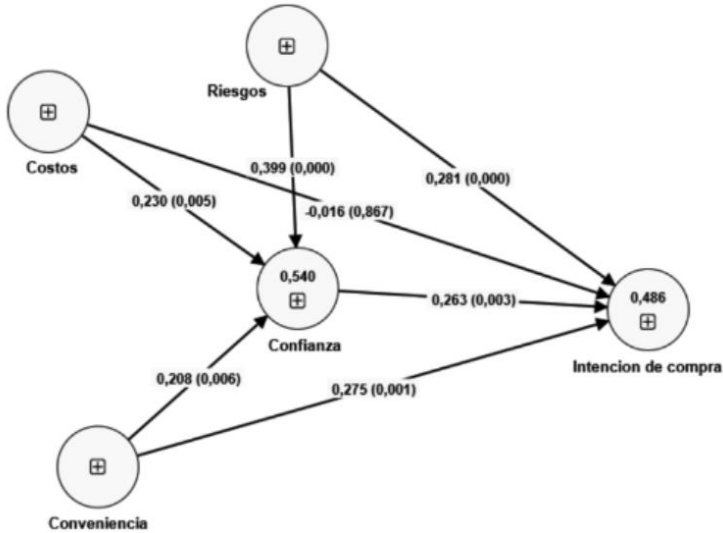 Riesgos
Costos
0,399 (0,000)
0,281 (0,000)
0,230 (0,005)
-0,016 (0,867)
0,540
Confianza
0,263 (0,003)
0,486
Intencion de compra
0,208 (0,006)
0,275 (0,001)
Conveniencia